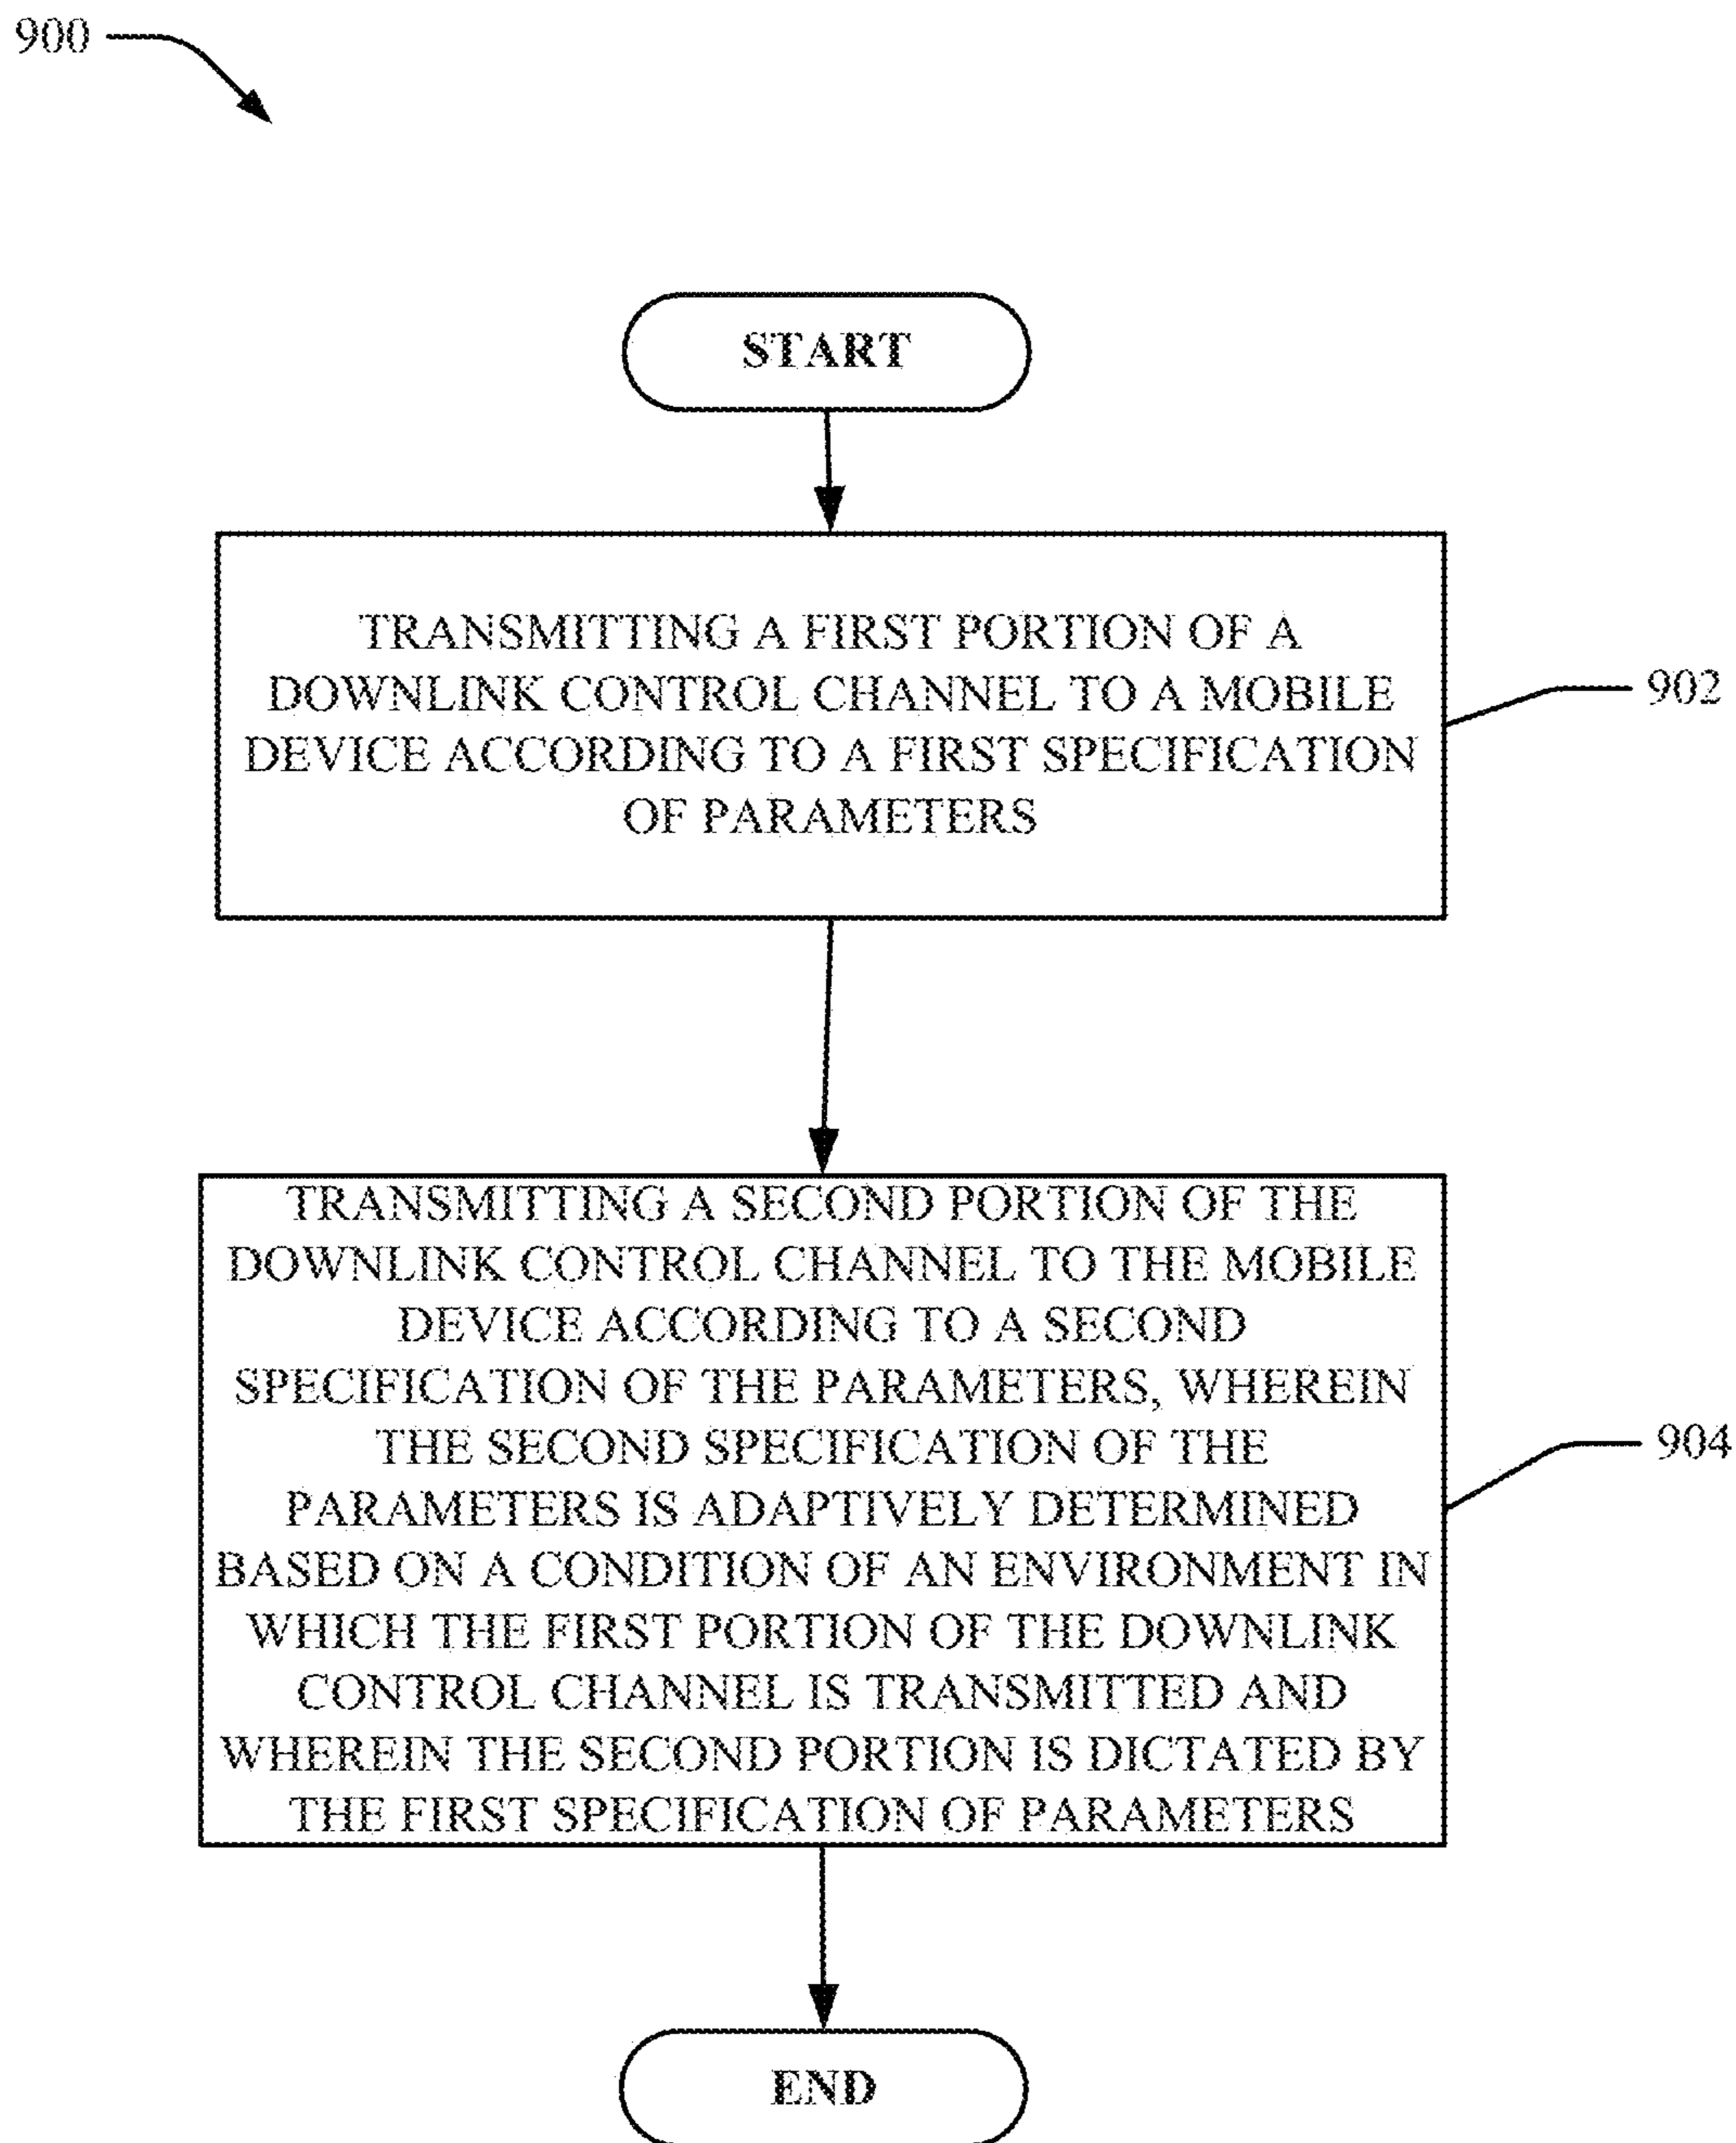 900
START
TRANSMITTING A FIRST PORTION OF A
DOWNLINK CONTROL CHANNEL TO A MOBILE
DEVICE ACCORDING TO A FIRST SPECIFICATION
OF PARAMETERS
902
TRANSMITTING A SECOND PORTION OF THE
DOWNLINK CONTROL CHANNEL TO THE MOBILE
DEVICE ACCORDING TO A SECOND
SPECIFICATION OF THE PARAMETERS, WHEREIN
THE SECOND SPECIFICATION OF THE
PARAMETERS IS ADAPTIVELY DETERMINED
BASED ON A CONDITION OF AN ENVIRONMENT IN
WHICH THE FIRST PORTION OF THE DOWNLINK
CONTROL CHANNEL IS TRANSMITTED AND
WHEREIN THE SECOND PORTION IS DICTATED BY
THE FIRST SPECIFICATION OF PARAMETERS
904
END